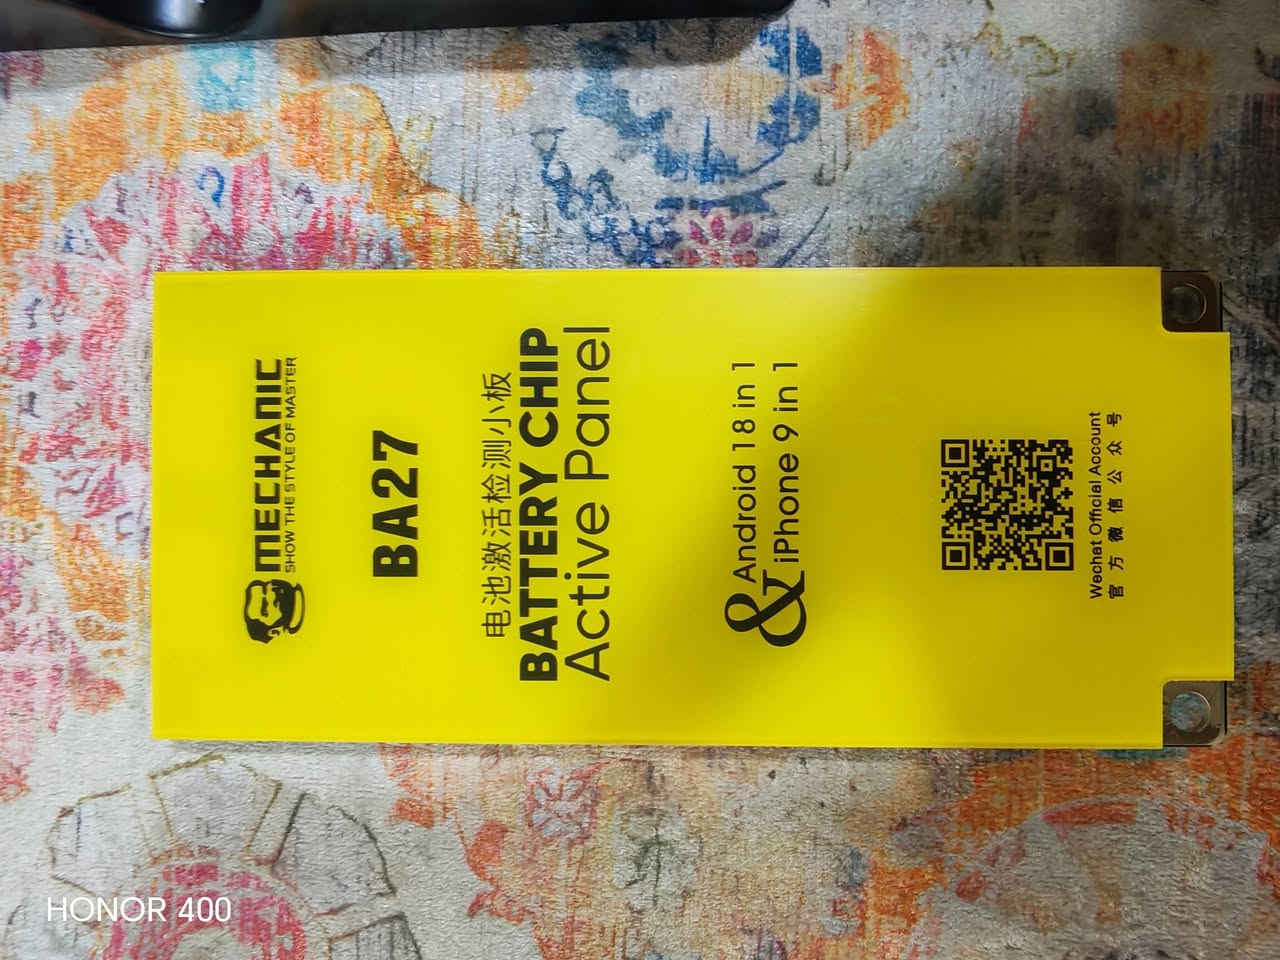 MECHANIC
SHOW THE STYLE OF MASTER
BA27
电池激活检测小板
BATTERY CHIP
Active Panel
& Android 18 in 1
iPhone 9 in 1
Wechat Official Account
官方微信公众号
HONOR 400